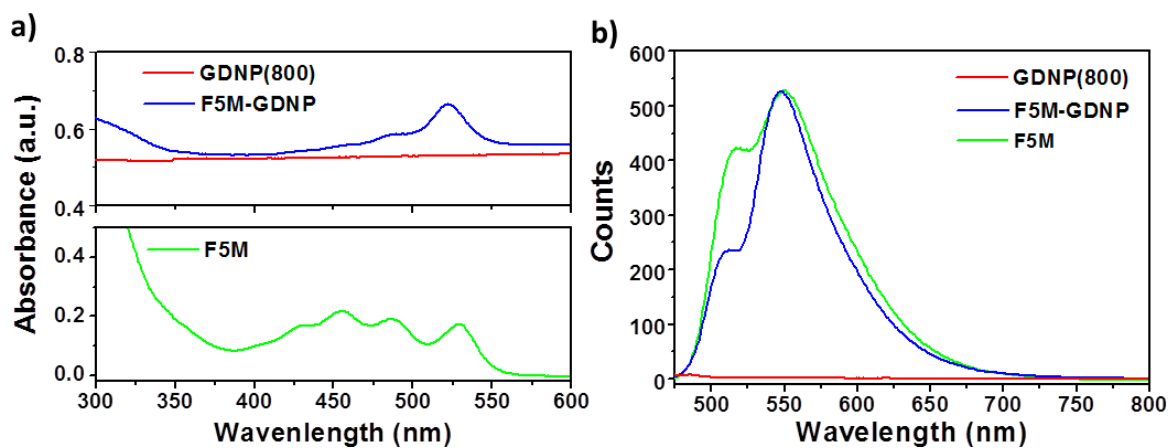 a)
Absorbance (a.u.)
0.8
0.6
0.4
GDNP(800)
F5M-GDNP
0.4
0.2
0.0
F5M
300 350 400 450 500 550 600
Wavenlength (nm)
b)
Counts
600
500
400
300
200
100
0
GDNP(800)
F5M-GDNP
F5M
500 550 600 650 700 750 800
Wavelength (nm)